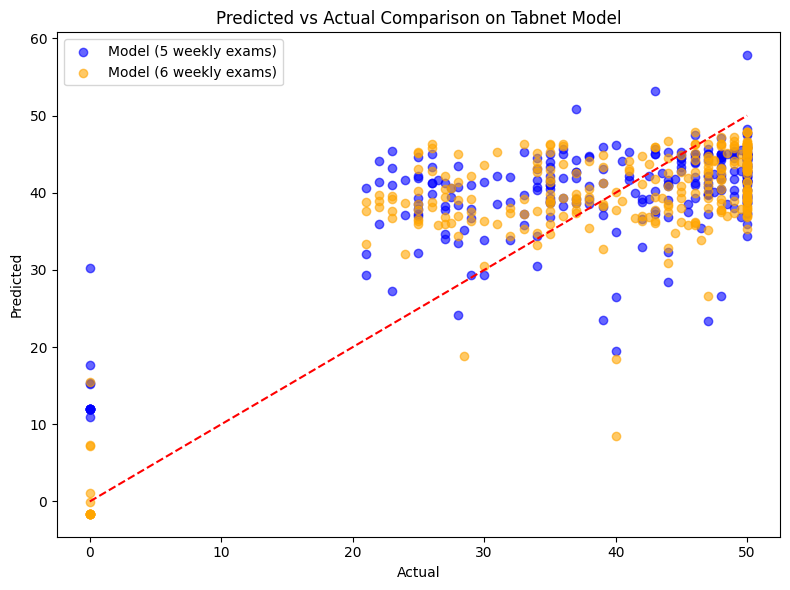 Predicted vs Actual Comparison on Tabnet Model
Model (5 weekly exams)
Model (6 weekly exams)
60
50
40
30
20
10
0
Predicted
0 10 20 30 40 50
Actual